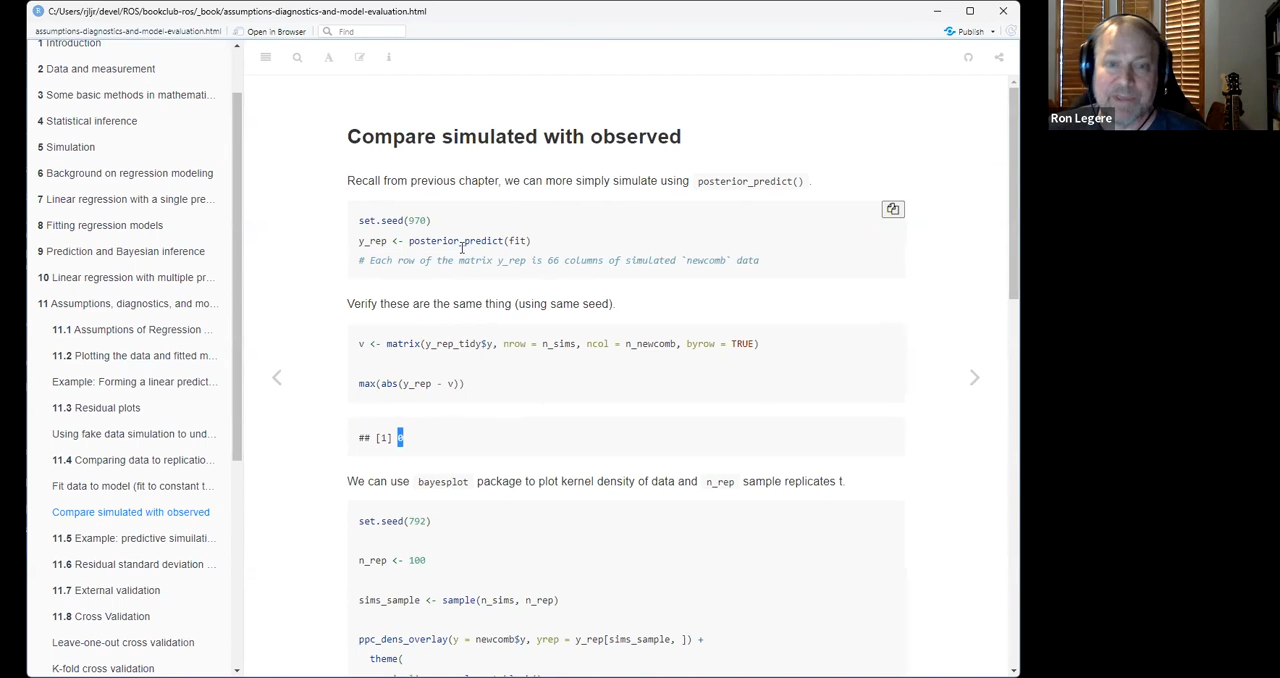 C:/Users/rjljr/devel/ROS/bookclub-ros/_book/assumptions-diagnostics-and-model-evaluation.html
assumptions-diagnostics-and-model-evaluation.html
Open in Browser
Find
Publish
1 Introduction
2 Data and measurement
3 Some basic methods in mathemati...
4 Statistical inference
5 Simulation
6 Background on regression modeling
7 Linear regression with a single pre...
8 Fitting regression models
9 Prediction and Bayesian inference
10 Linear regression with multiple pr...
11 Assumptions, diagnostics, and mo...
11.1 Assumptions of Regression ...
11.2 Plotting the data and fitted m...
Example: Forming a linear predict...
11.3 Residual plots
Using fake data simulation to und...
11.4 Comparing data to replicatio...
Fit data to model (fit to constant t...
Compare simulated with observed
11.5 Example: predictive simuilati...
11.6 Residual standard deviation ...
11.7 External validation
11.8 Cross Validation
Leave-one-out cross validation
K-fold cross validation
Compare simulated with observed
Recall from previous chapter, we can more simply simulate using posterior_predict() .
set.seed(970)
y_rep <- posterior_predict(fit)
# Each row of the matrix y_rep is 66 columns of simulated `newcomb` data
Verify these are the same thing (using same seed).
v <- matrix(y_rep_tidy$y, nrow = n_sims, ncol = n_newcomb, byrow = TRUE)
max(abs(y_rep - v))
## [1] 0
We can use bayesplot package to plot kernel density of data and n_rep sample replicates t.
set.seed(792)
n_rep <- 100
sims_sample <- sample(n_sims, n_rep)
ppc_dens_overlay(y = newcomb$y, yrep = y_rep[sims_sample, ]) +
theme(
Ron Legere